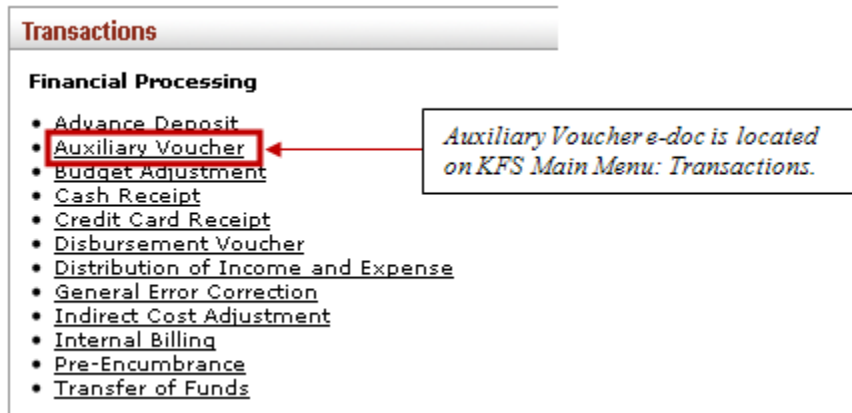 Transactions
Financial Processing
• Advance Deposit
• Auxiliary Voucher
• Budget Adjustment
• Cash Receipt
• Credit Card Receipt
• Disbursement Voucher
• Distribution of Income and Expense
• General Error Correction
• Indirect Cost Adjustment
• Internal Billing
• Pre-Encumbrance
• Transfer of Funds
Auxiliary Voucher e-doc is located
on KFS Main Menu: Transactions.